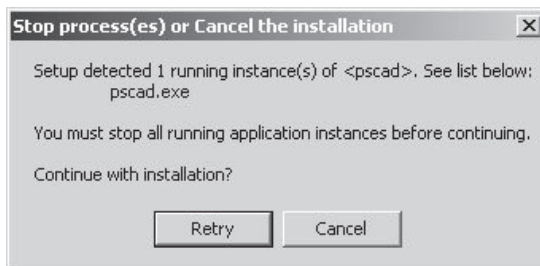 Stop process(es) or Cancel the installation
Setup detected 1 running instance(s) of <pscad>. See list below:
pscad.exe
You must stop all running application instances before continuing.
Continue with installation?
Retry
Cancel